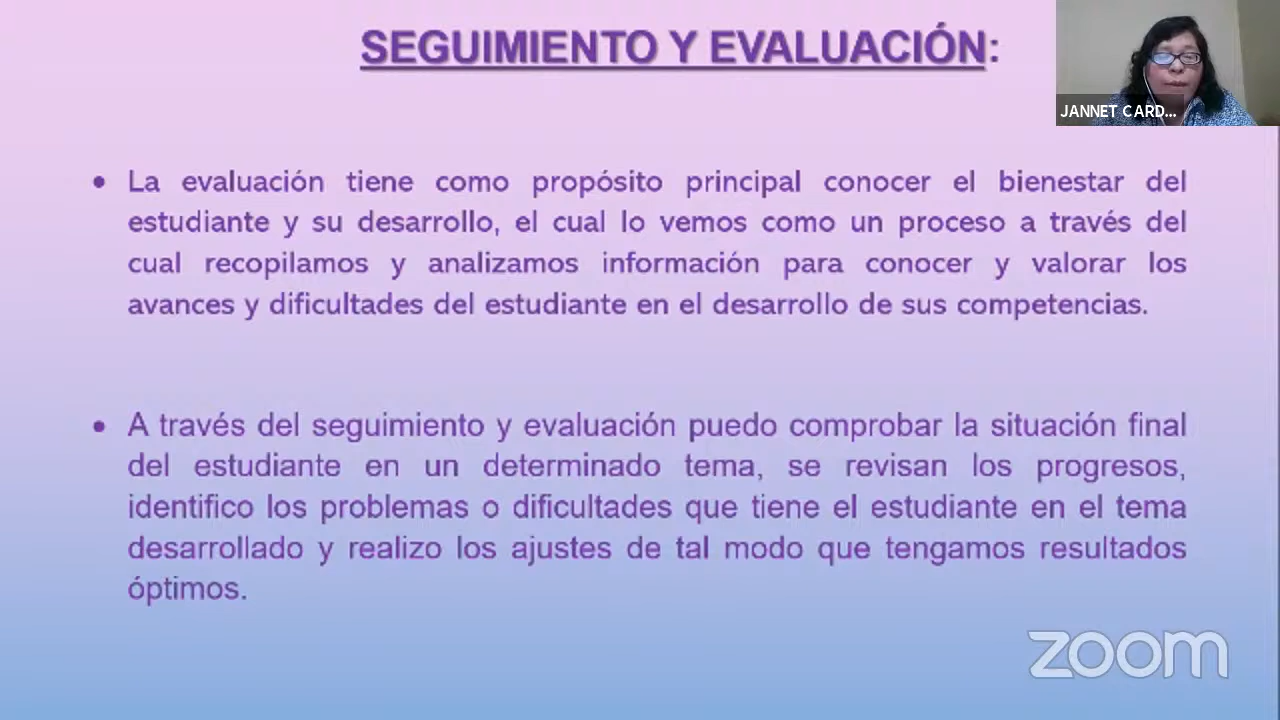 SEGUIMIENTO Y EVALUACIÓN:
JANNET CARD...
• La evaluación tiene como propósito principal conocer el bienestar del
estudiante y su desarrollo, el cual lo vemos como un proceso a través del
cual recopilamos y analizamos información para conocer y valorar los
avances y dificultades del estudiante en el desarrollo de sus competencias.
• A través del seguimiento y evaluación puedo comprobar la situación final
del estudiante en un determinado tema, se revisan los progresos,
identifico los problemas o dificultades que tiene el estudiante en el tema
desarrollado y realizo los ajustes de tal modo que tengamos resultados
óptimos.
zoom